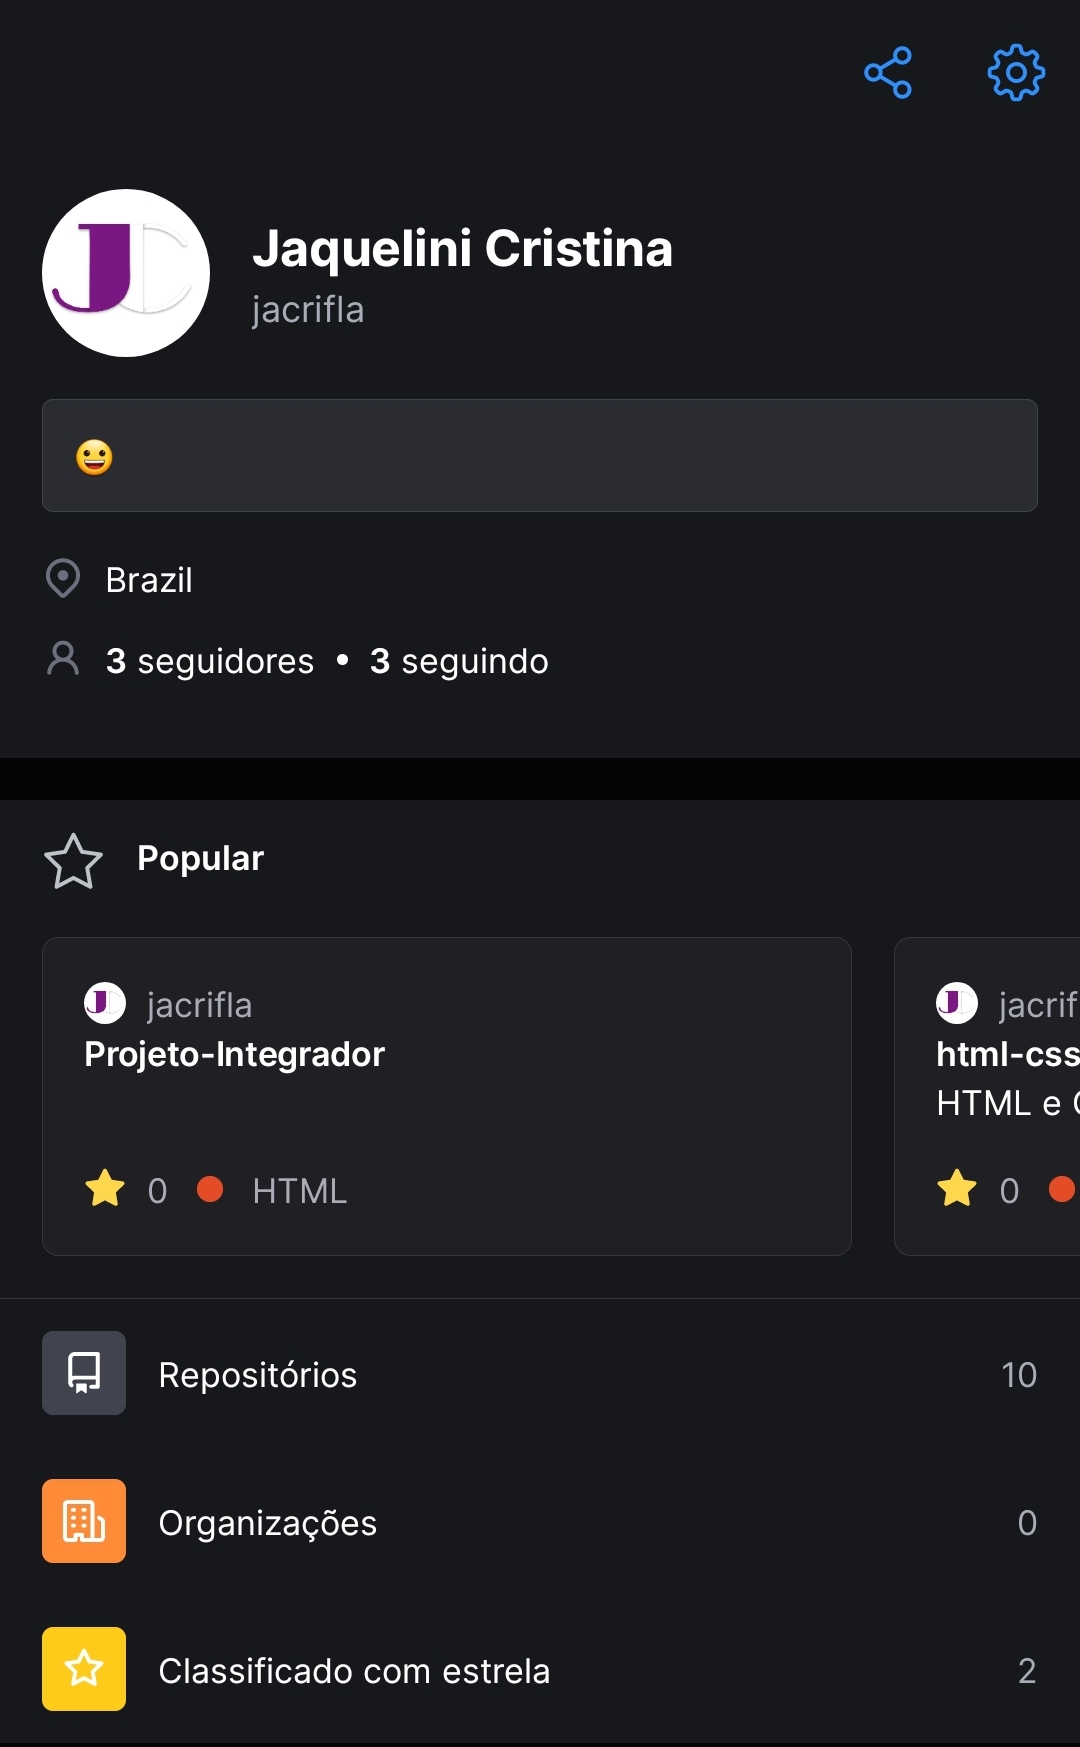 JC
Jaquelini Cristina
jacrifla
Brazil
3 seguidores • 3 seguindo
Popular
jacrifla
Projeto-Integrador
0 HTML
jacrif
html-css
HTML e
0
Repositórios 10
Organizações 0
Classificado com estrela 2